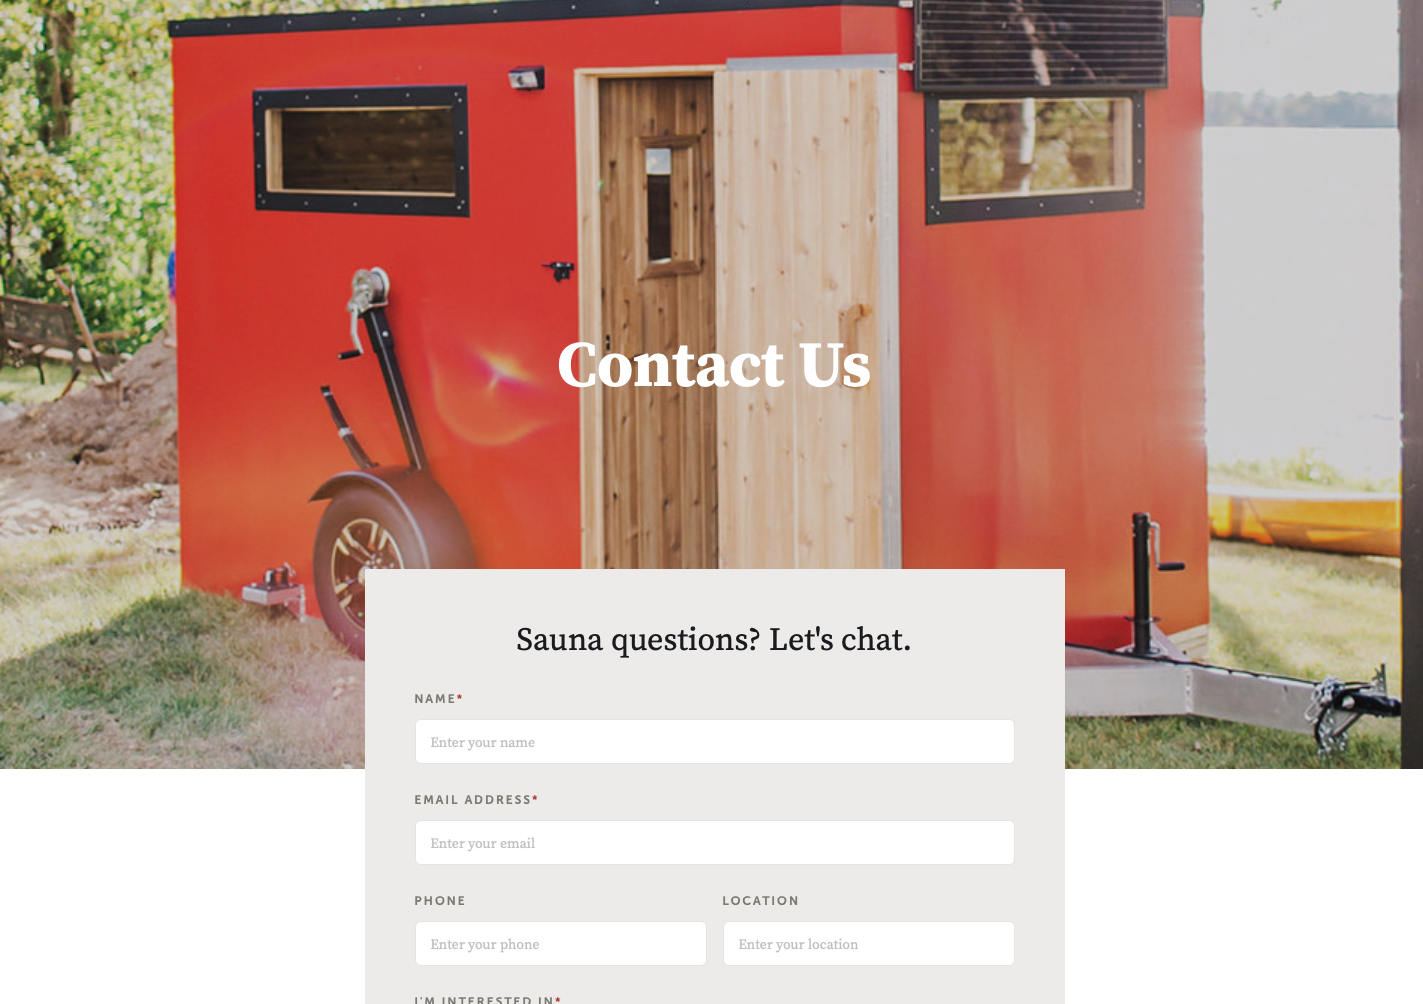 Contact Us
Sauna questions? Let's chat.
NAME*
Enter your name
EMAIL ADDRESS*
Enter your email
PHONE LOCATION
Enter your phone Enter your location
I'M INTERESTED IN*